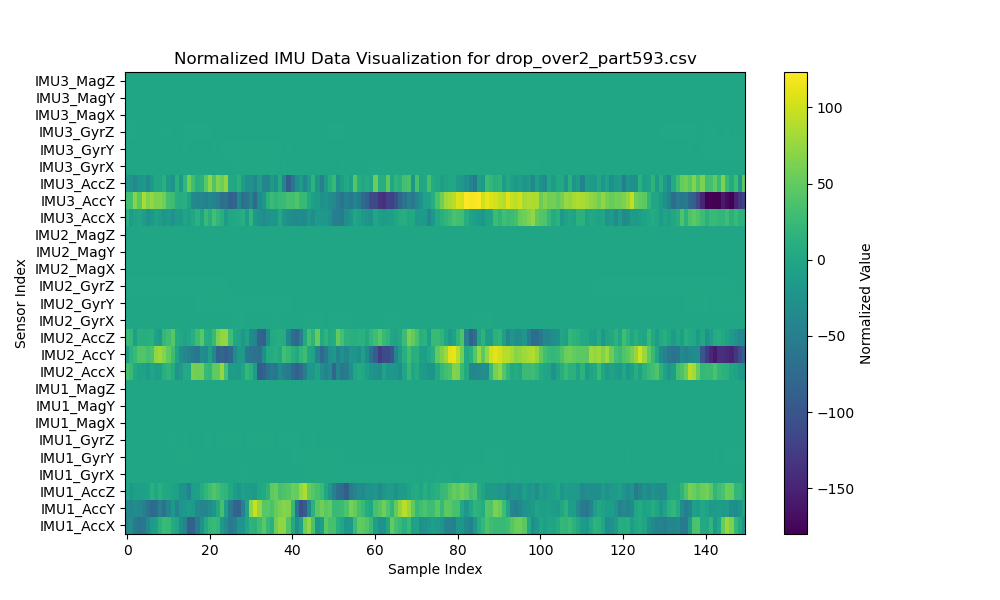 Normalized IMU Data Visualization for drop_over2_part593.csv
IMU3_MagZ
IMU3_MagY
IMU3_MagX
IMU3_GyrZ
IMU3_GyrY
IMU3_GyrX
IMU3_AccZ
IMU3_AccY
IMU3_AccX
IMU2_MagZ
IMU2_MagY
IMU2_MagX
IMU2_GyrZ
IMU2_GyrY
IMU2_GyrX
IMU2_AccZ
IMU2_AccY
IMU2_AccX
IMU1_MagZ
IMU1_MagY
IMU1_MagX
IMU1_GyrZ
IMU1_GyrY
IMU1_GyrX
IMU1_AccZ
IMU1_AccY
IMU1_AccX
Sensor Index
0 20 40 60 80 100 120 140
Sample Index
100
50
0
−50
−100
−150
Normalized Value